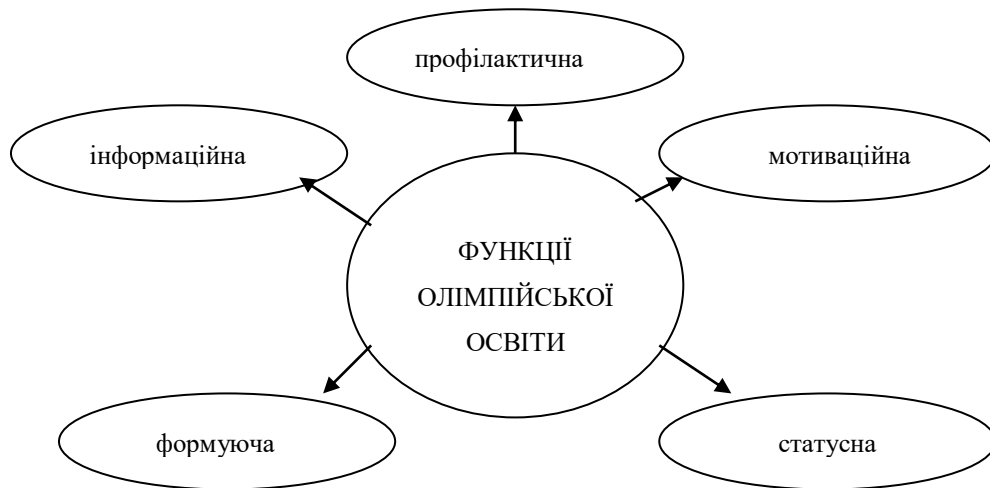 профілактична
інформаційна
мотиваційна
ФУНКЦІЇ
ОЛІМПІЙСЬКОЇ
ОСВІТИ
формуюча
статусна